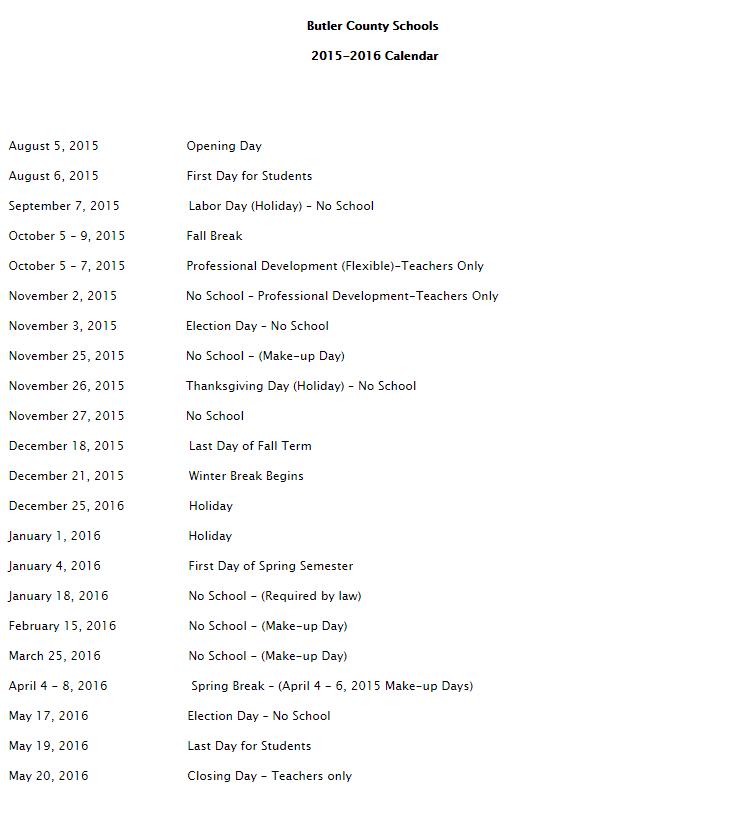 Butler County Schools
2015-2016 Calendar
August 5, 2015 Opening Day
August 6, 2015 First Day for Students
September 7, 2015 Labor Day (Holiday) - No School
October 5 - 9, 2015 Fall Break
October 5 - 7, 2015 Professional Development (Flexible)-Teachers Only
November 2, 2015 No School - Professional Development-Teachers Only
November 3, 2015 Election Day - No School
November 25, 2015 No School - (Make-up Day)
November 26, 2015 Thanksgiving Day (Holiday) - No School
November 27, 2015 No School
December 18, 2015 Last Day of Fall Term
December 21, 2015 Winter Break Begins
December 25, 2016 Holiday
January 1, 2016 Holiday
January 4, 2016 First Day of Spring Semester
January 18, 2016 No School - (Required by law)
February 15, 2016 No School - (Make-up Day)
March 25, 2016 No School - (Make-up Day)
April 4 - 8, 2016 Spring Break - (April 4 - 6, 2015 Make-up Days)
May 17, 2016 Election Day - No School
May 19, 2016 Last Day for Students
May 20, 2016 Closing Day - Teachers only